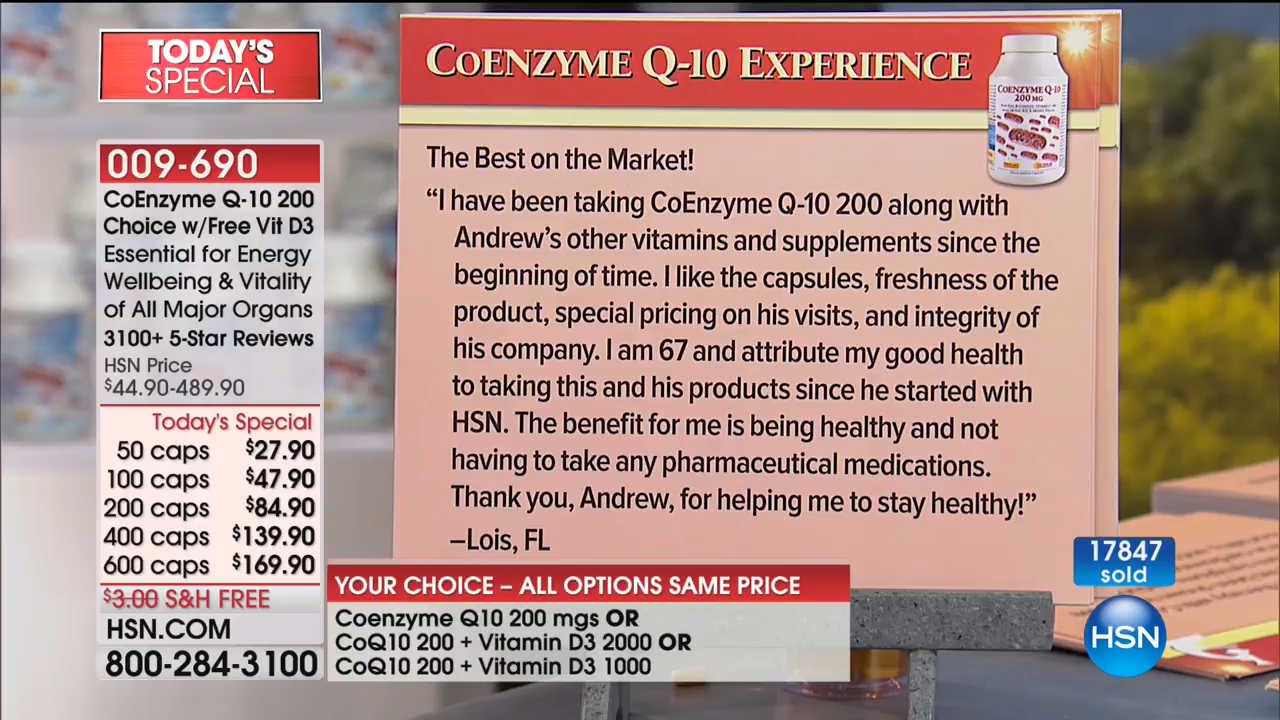 TODAY'S
SPECIAL
009-690
CoEnzyme Q-10 200
Choice w/Free Vit D3
Essential for Energy
Wellbeing & Vitality
of All Major Organs
3100+ 5-Star Reviews
HSN Price
$44.90-489.90
Today's Special
50 caps $27.90
100 caps $47.90
200 caps $84.90
400 caps $139.90
600 caps $169.90
$3.00 S&H FREE
HSN.COM
800-284-3100
COENZYME Q-10 EXPERIENCE
COENZYME Q-10
200 MG
The Best on the Market!
“I have been taking CoEnzyme Q-10 200 along with
Andrew's other vitamins and supplements since the
beginning of time. I like the capsules, freshness of the
product, special pricing on his visits, and integrity of
his company. I am 67 and attribute my good health
to taking this and his products since he started with
HSN. The benefit for me is being healthy and not
having to take any pharmaceutical medications.
Thank you, Andrew, for helping me to stay healthy!”
–Lois, FL
YOUR CHOICE – ALL OPTIONS SAME PRICE
Coenzyme Q10 200 mgs OR
CoQ10 200 + Vitamin D3 2000 OR
CoQ10 200 + Vitamin D3 1000
17847
sold
HSN